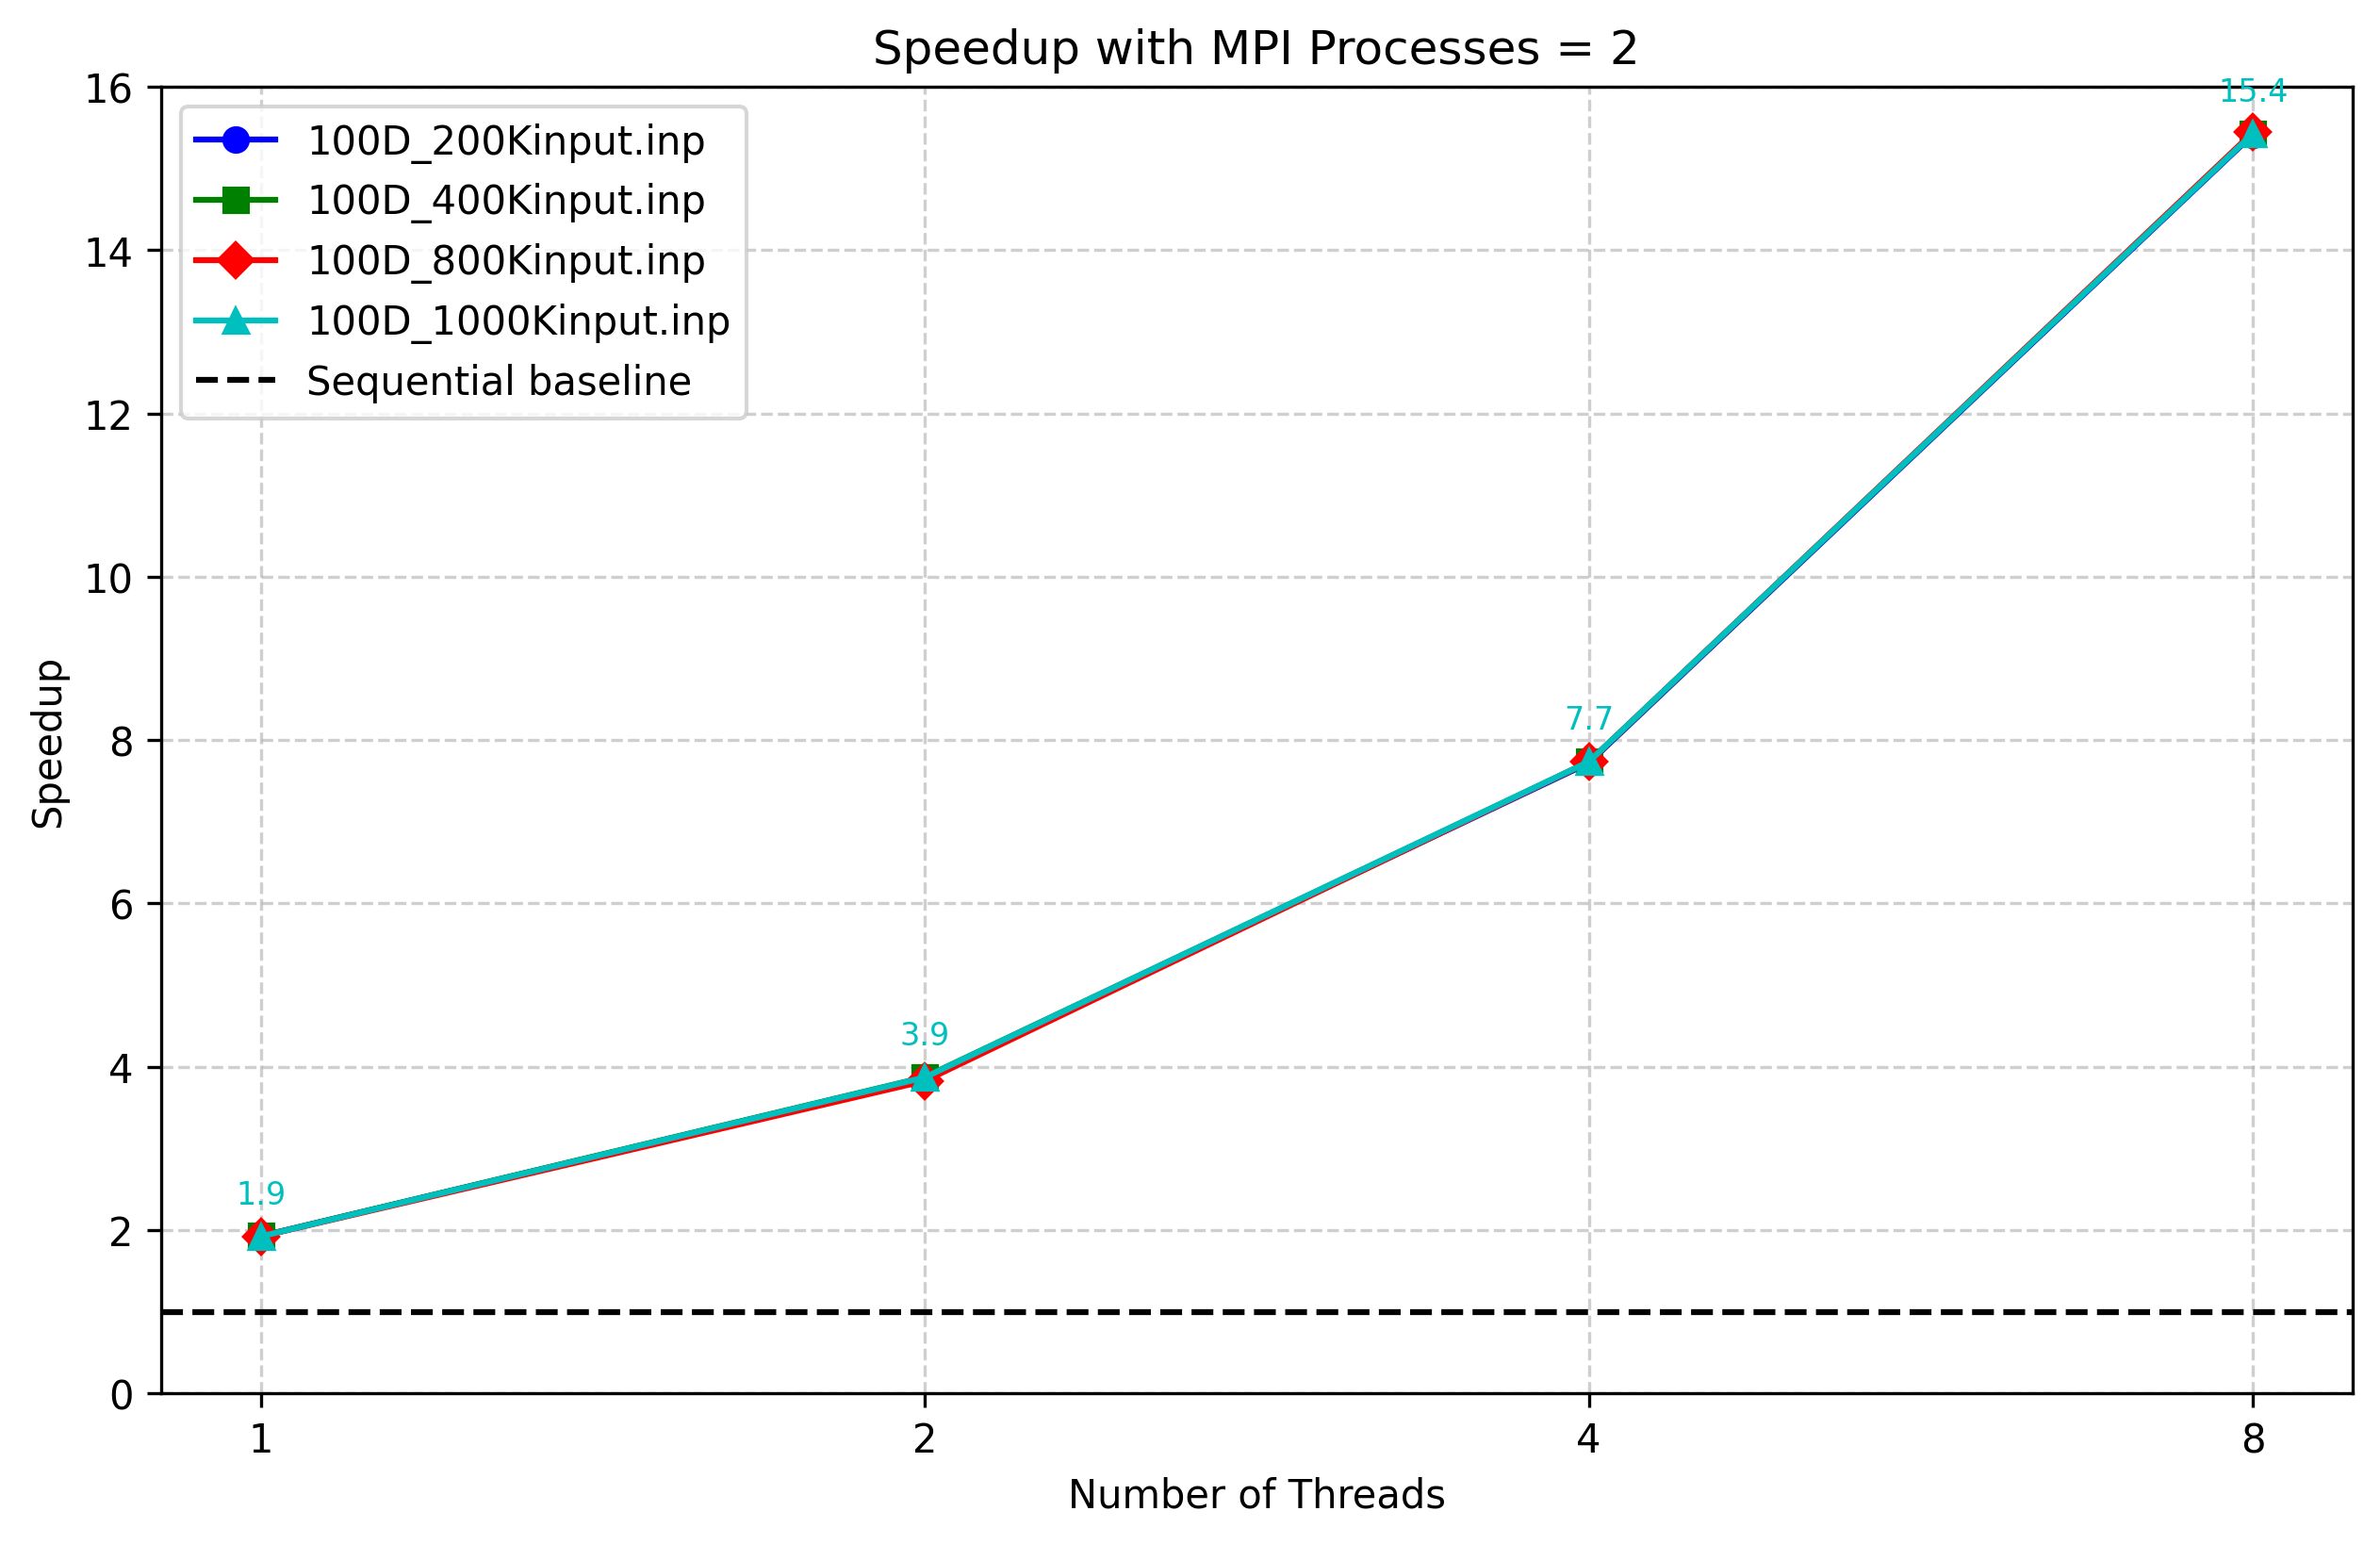 Speedup with MPI Processes = 2
16
14
12
10
8
6
4
2
0
Speedup
100D_200Kinput.inp
100D_400Kinput.inp
100D_800Kinput.inp
100D_1000Kinput.inp
Sequential baseline
1.9
3.9
7.7
15.4
1
2
4
8
Number of Threads